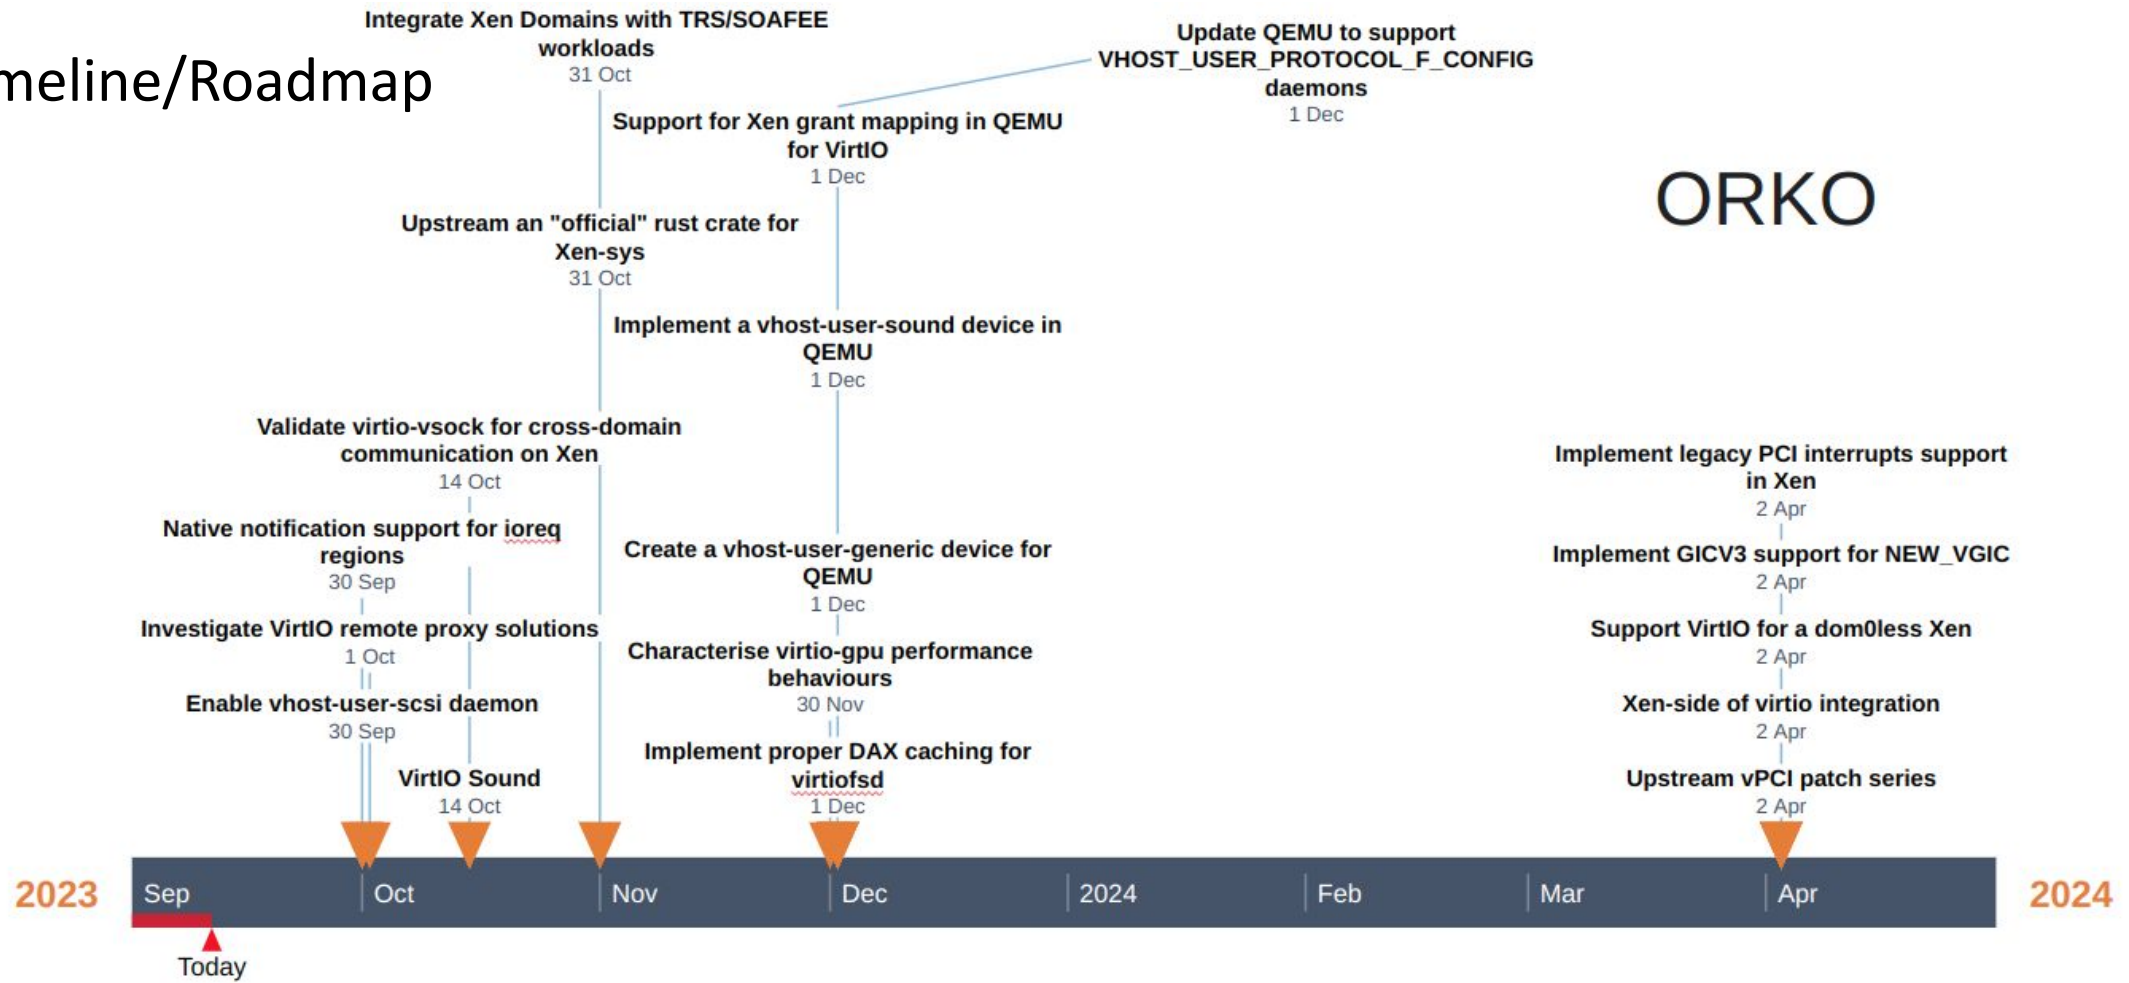 meline/Roadmap
Integrate Xen Domains with TRS/SOAFEE
workloads
31 Oct
Update QEMU to support
VHOST_USER_PROTOCOL_F_CONFIG
daemons
1 Dec
Support for Xen grant mapping in QEMU
for VirtIO
1 Dec
ORKO
Upstream an "official" rust crate for
Xen-sys
31 Oct
Implement a vhost-user-sound device in
QEMU
1 Dec
Validate virtio-vsock for cross-domain
communication on Xen
14 Oct
Native notification support for ioreq
regions
30 Sep
Investigate VirtIO remote proxy solutions
1 Oct
Enable vhost-user-scsi daemon
30 Sep
VirtIO Sound
14 Oct
Create a vhost-user-generic device for
QEMU
1 Dec
Characterise virtio-gpu performance
behaviours
30 Nov
Implement proper DAX caching for
virtiofsd
1 Dec
Implement legacy PCI interrupts support
in Xen
2 Apr
Implement GICV3 support for NEW_VGIC
2 Apr
Support VirtIO for a dom0less Xen
2 Apr
Xen-side of virtio integration
2 Apr
Upstream vPCI patch series
2 Apr
2023 Sep Oct Nov Dec 2024 Feb Mar Apr 2024
Today